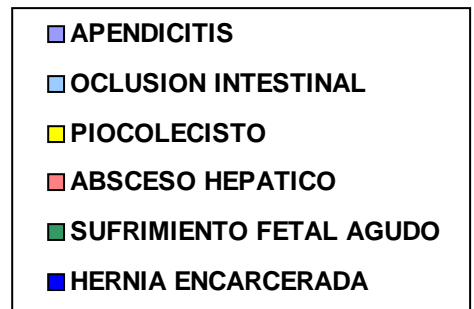 APENDICITIS
OCLUSION INTESTINAL
PIOCOLECISTO
ABSCESO HEPATICO
SUFRIMIENTO FETAL AGUDO
HERNIA ENCARCERADA